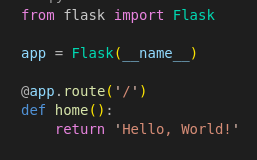 from flask import Flask
app = Flask(__name__)
@app.route('/')
def home():
    return 'Hello, World!'